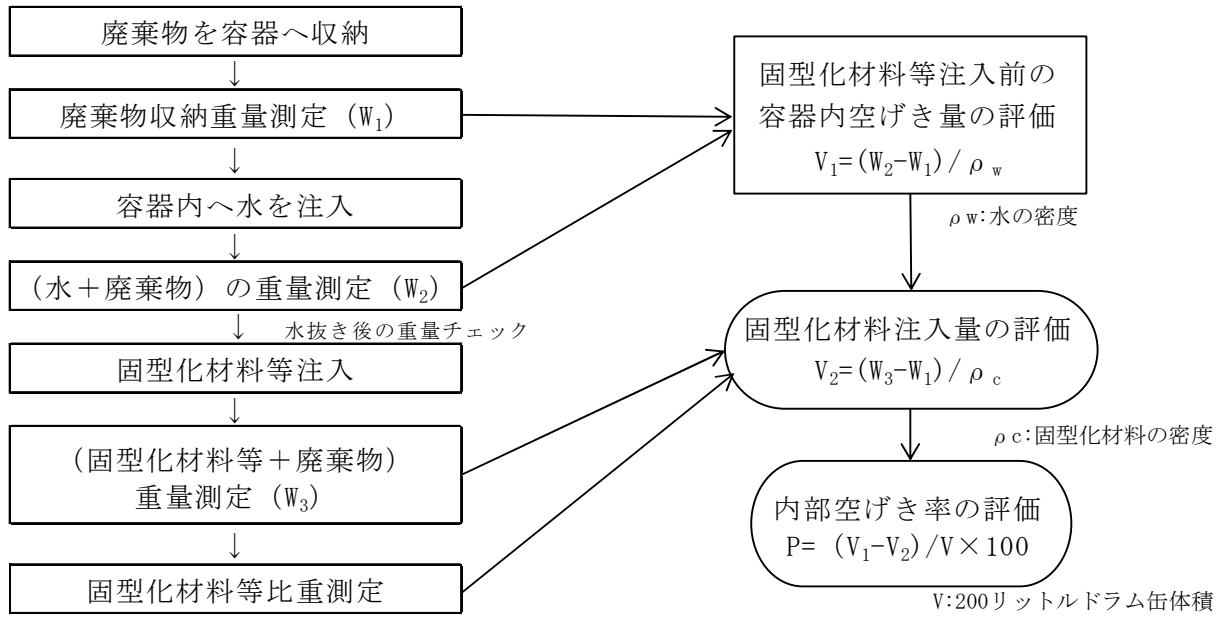 廃棄物を容器へ収納
↓
廃棄物収納重量測定 (W₁)
↓
容器内へ水を注入
↓
(水＋廃棄物) の重量測定 (W₂)
↓ 水抜き後の重量チェック
固型化材料等注入
↓
(固型化材料等＋廃棄物)
重量測定 (W₃)
↓
固型化材料等比重測定
固型化材料等注入前の
容器内空げき量の評価
V₁=(W₂-W₁)/ρw
ρw:水の密度
固型化材料注入量の評価
V₂=(W₃-W₁)/ρc
ρc:固型化材料の密度
内部空げき率の評価
P= (V₁-V₂)/V×100
V:200リットルドラム缶体積